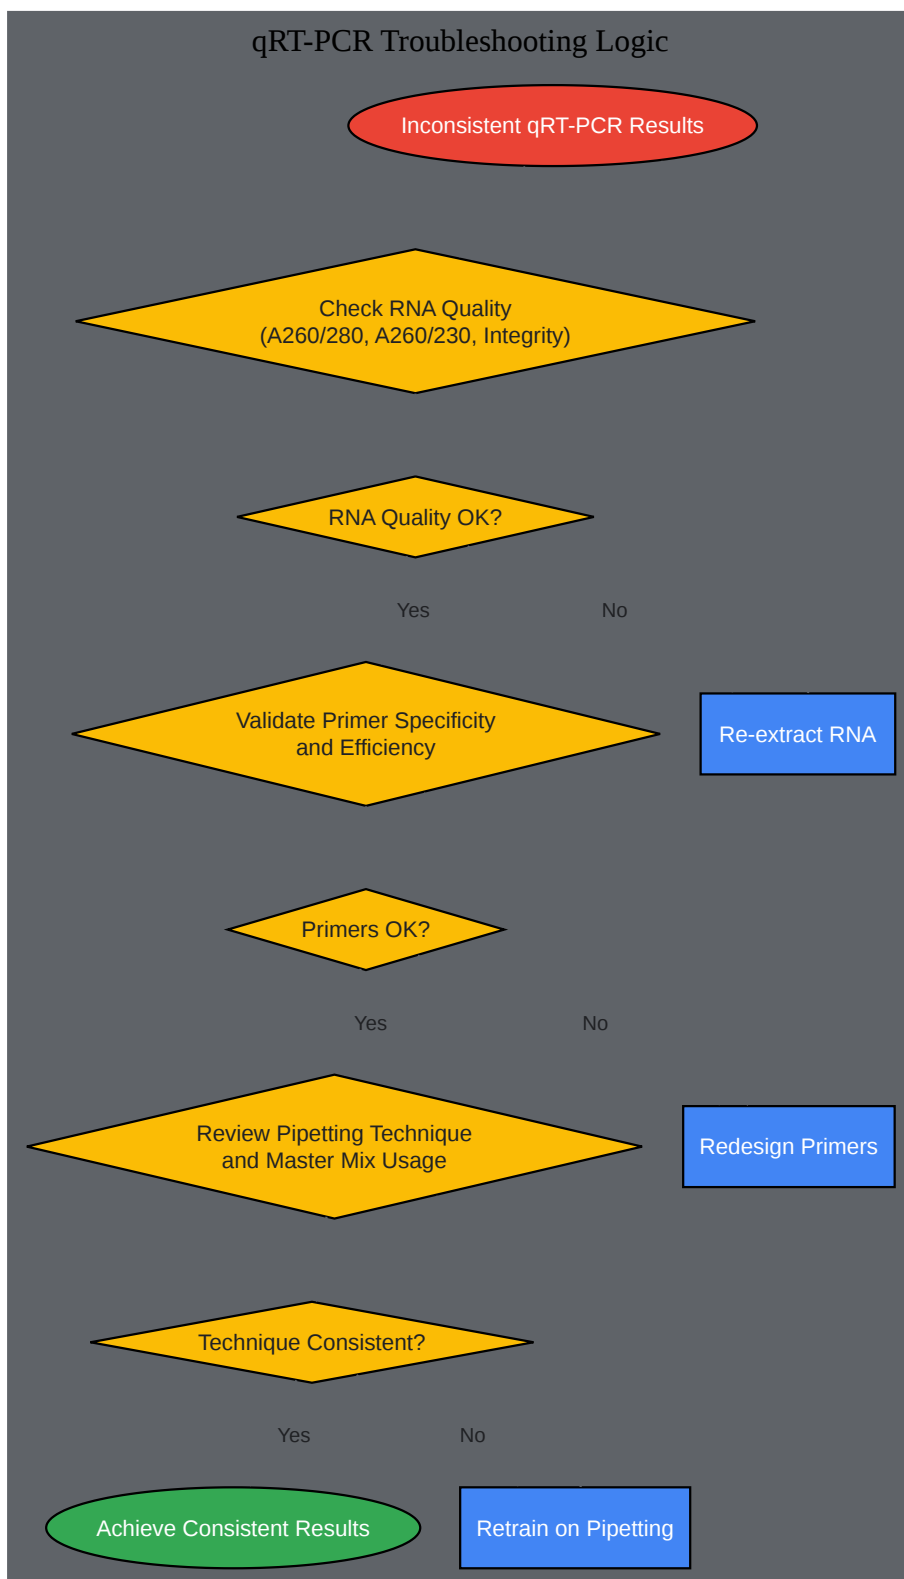 qRT-PCR Troubleshooting Logic
Inconsistent qRT-PCR Results
Check RNA Quality
(A260/280, A260/230, Integrity)
RNA Quality OK?
Yes
No
Validate Primer Specificity
and Efficiency
Re-extract RNA
Primers OK?
Yes
No
Review Pipetting Technique
and Master Mix Usage
Redesign Primers
Technique Consistent?
Yes
No
Achieve Consistent Results
Retrain on Pipetting